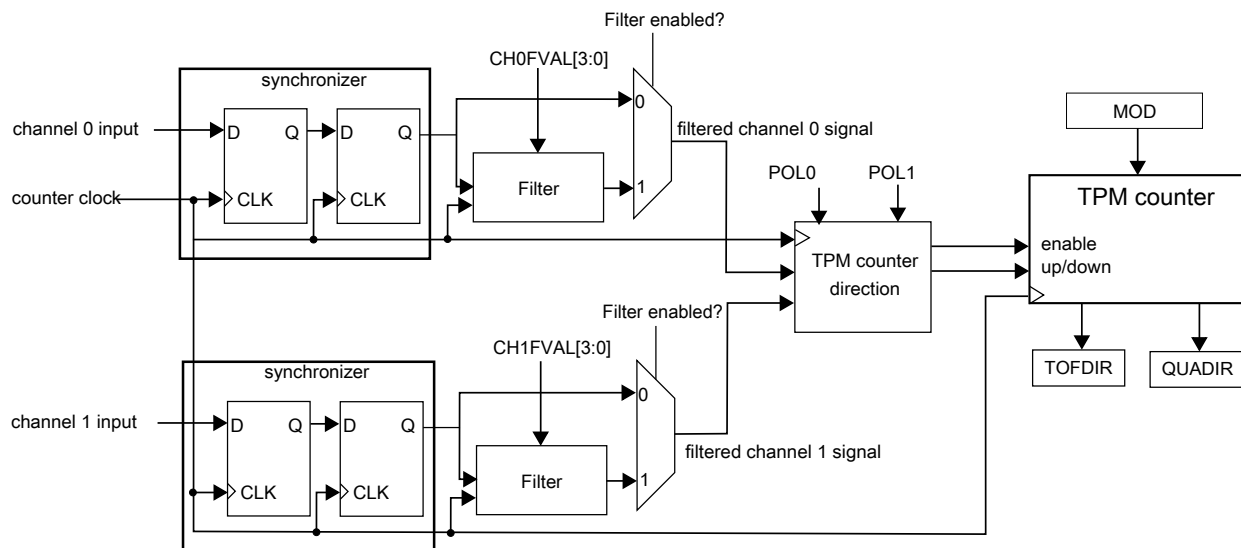 Filter enabled?
CH0FVAL[3:0]
synchronizer
0
MOD
channel 0 input
D
Q
D
Q
filtered channel 0 signal
POL0
POL1
counter clock
CLK
CLK
Filter
1
TPM counter
enable
up/down
TPM counter
direction
Filter enabled?
CH1FVAL[3:0]
TOFDIR
QUADIR
synchronizer
0
channel 1 input
D
Q
D
Q
filtered channel 1 signal
CLK
CLK
Filter
1